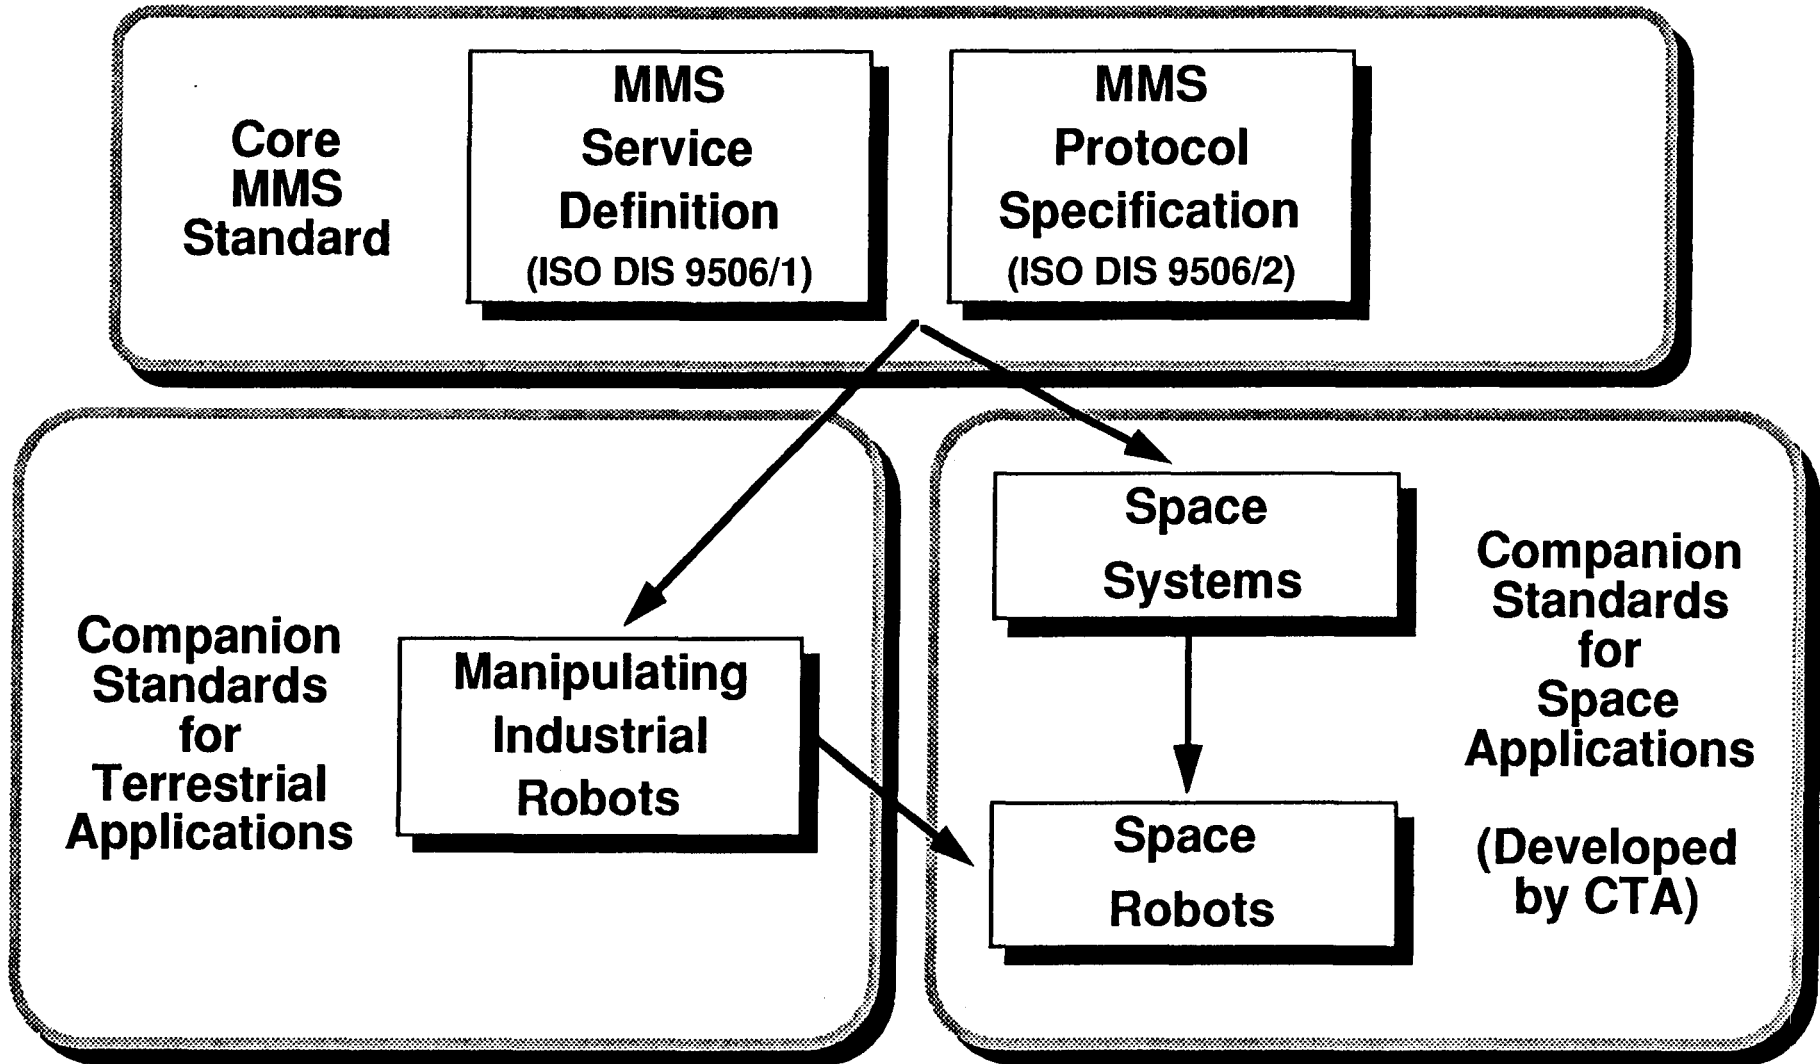 Core
MMS
Standard
MMS
Service
Definition
(ISO DIS 9506/1)
MMS
Protocol
Specification
(ISO DIS 9506/2)
Companion
Standards
for
Terrestrial
Applications
Manipulating
Industrial
Robots
Space
Systems
Space
Robots
Companion
Standards
for
Space
Applications
(Developed
by CTA)